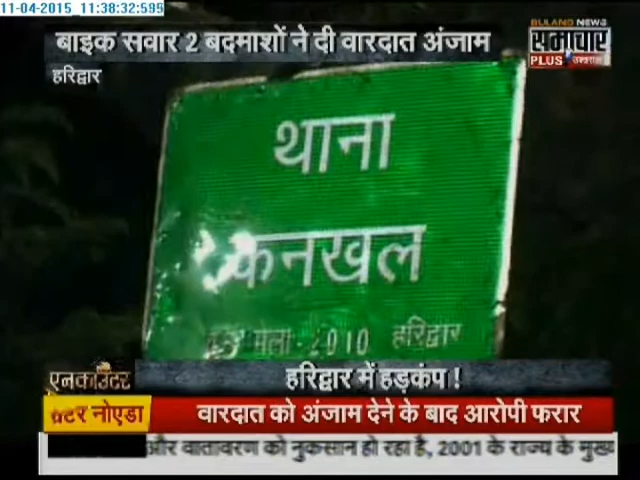 11-04-2015 11:38:32:595
BULAND NEWS
बाइक सवार 2 बदमाशों ने दी वारदात अंजाम
समाचार
PLUS
हरिद्वार
थाना
कनखल
मेला-2010 हरिद्वार
एनकाउंटर
हरिद्वार में हड़कंप !
ग्रेटर नोएडा
वारदात को अंजाम देने के बाद आरोपी फरार
और वातावरण को नुकसान हो रहा है, 2001 के राज्य के मुख्य